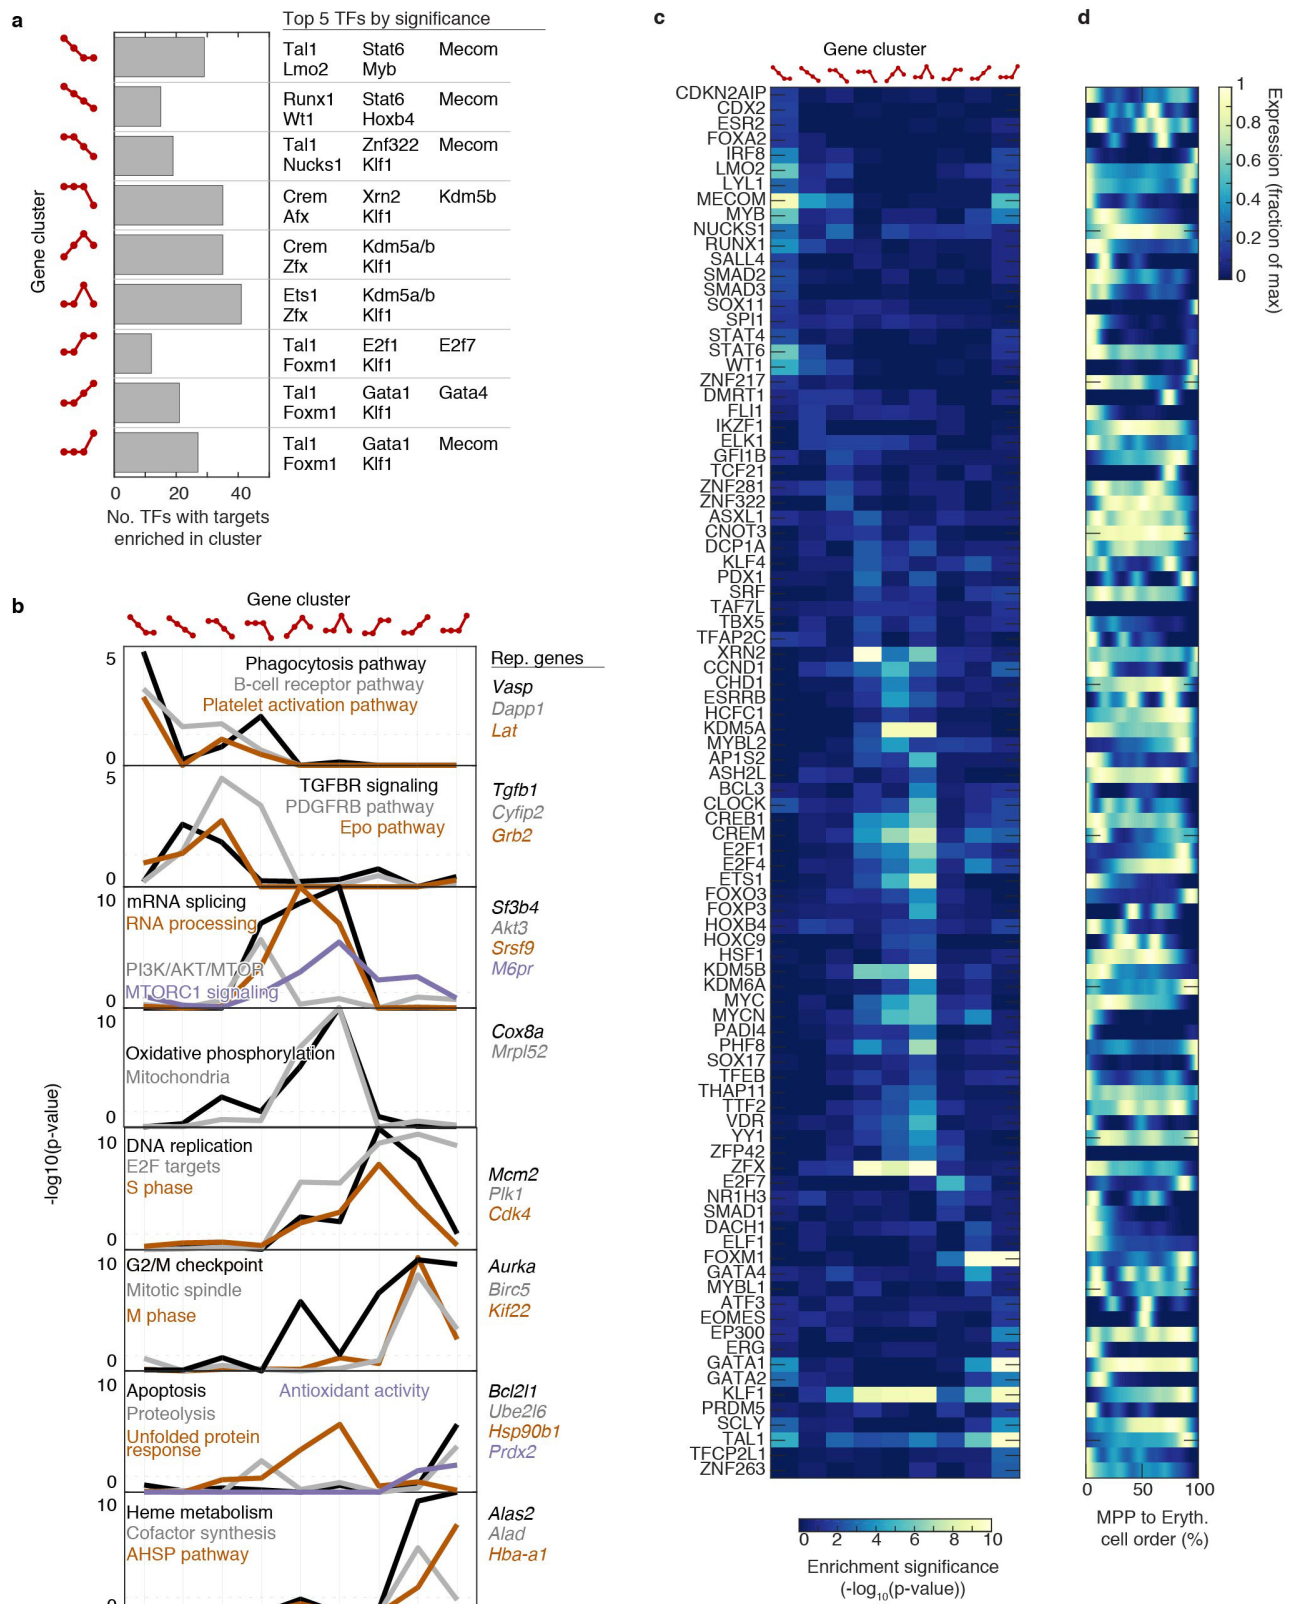 a
Top 5 TFs by significance
Gene cluster
Tal1 Stat6 Mecom
Lmo2 Myb
Runx1 Stat6 Mecom
Wt1 Hoxb4
Tal1 Znf322 Mecom
Nucks1 Klf1
Crem Xrn2 Kdm5b
Afx Klf1
Crem Kdm5a/b
Zfx Klf1
Ets1 Kdm5a/b
Zfx Klf1
Tal1 E2f1 E2f7
Foxm1 Klf1
Tal1 Gata1 Gata4
Foxm1 Klf1
Tal1 Gata1 Mecom
Foxm1 Klf1
0 20 40
No. TFs with targets
enriched in cluster
b
Gene cluster
-log10(p-value)
Rep. genes
5
0
Phagocytosis pathway
B-cell receptor pathway
Platelet activation pathway
Vasp
Dapp1
Lat
5
0
TGFBR signaling
PDGFRB pathway
Epo pathway
Tgfb1
Cyfip2
Grb2
10
0
mRNA splicing
RNA processing
PI3K/AKT/MTOR
MTORC1 signaling
Sf3b4
Akt3
Srsf9
M6pr
10
0
Oxidative phosphorylation
Mitochondria
Cox8a
Mrpl52
10
0
DNA replication
E2F targets
S phase
Mcm2
Plk1
Cdk4
10
0
G2/M checkpoint
Mitotic spindle
M phase
Aurka
Birc5
Kif22
10
0
Apoptosis Antioxidant activity
Proteolysis
Unfolded protein
response
Bcl2l1
Ube2l6
Hsp90b1
Prdx2
10
0
Heme metabolism
Cofactor synthesis
AHSP pathway
Alas2
Alad
Hba-a1
c
Gene cluster
CDKN2AIP
CDX2
ESR2
FOXA2
IRF8
LMO2
LYL1
MECOM
MYB
NUCKS1
RUNX1
SALL4
SMAD2
SMAD3
SOX11
SPI1
STAT4
STAT6
WT1
ZNF217
DMRT1
FLI1
IKZF1
ELK1
GFI1B
TCF21
ZNF281
ZNF322
ASXL1
CNOT3
DCP1A
KLF4
PDX1
SRF
TAF7L
TBX5
TFAP2C
XRN2
CCND1
CHD1
ESRRB
HCFC1
KDM5A
MYBL2
AP1S2
ASH2L
BCL3
CLOCK
CREB1
CREM
E2F1
E2F4
ETS1
FOXO3
FOXP3
HOXB4
HOXC9
HSF1
KDM5B
KDM6A
MYC
MYCN
PADI4
PHF8
SOX17
TFEB
THAP11
TTF2
VDR
YY1
ZFP42
ZFX
E2F7
NR1H3
SMAD1
DACH1
ELF1
FOXM1
GATA4
MYBL1
ATF3
EOMES
EP300
ERG
GATA1
GATA2
KLF1
PRDM5
SCLY
TAL1
TFCP2L1
ZNF263
0 2 4 6 8 10
Enrichment significance
(-log10(p-value))
d
1
0.8
0.6
0.4
0.2
0
Expression (fraction of max)
0 50 100
MPP to Eryth.
cell order (%)